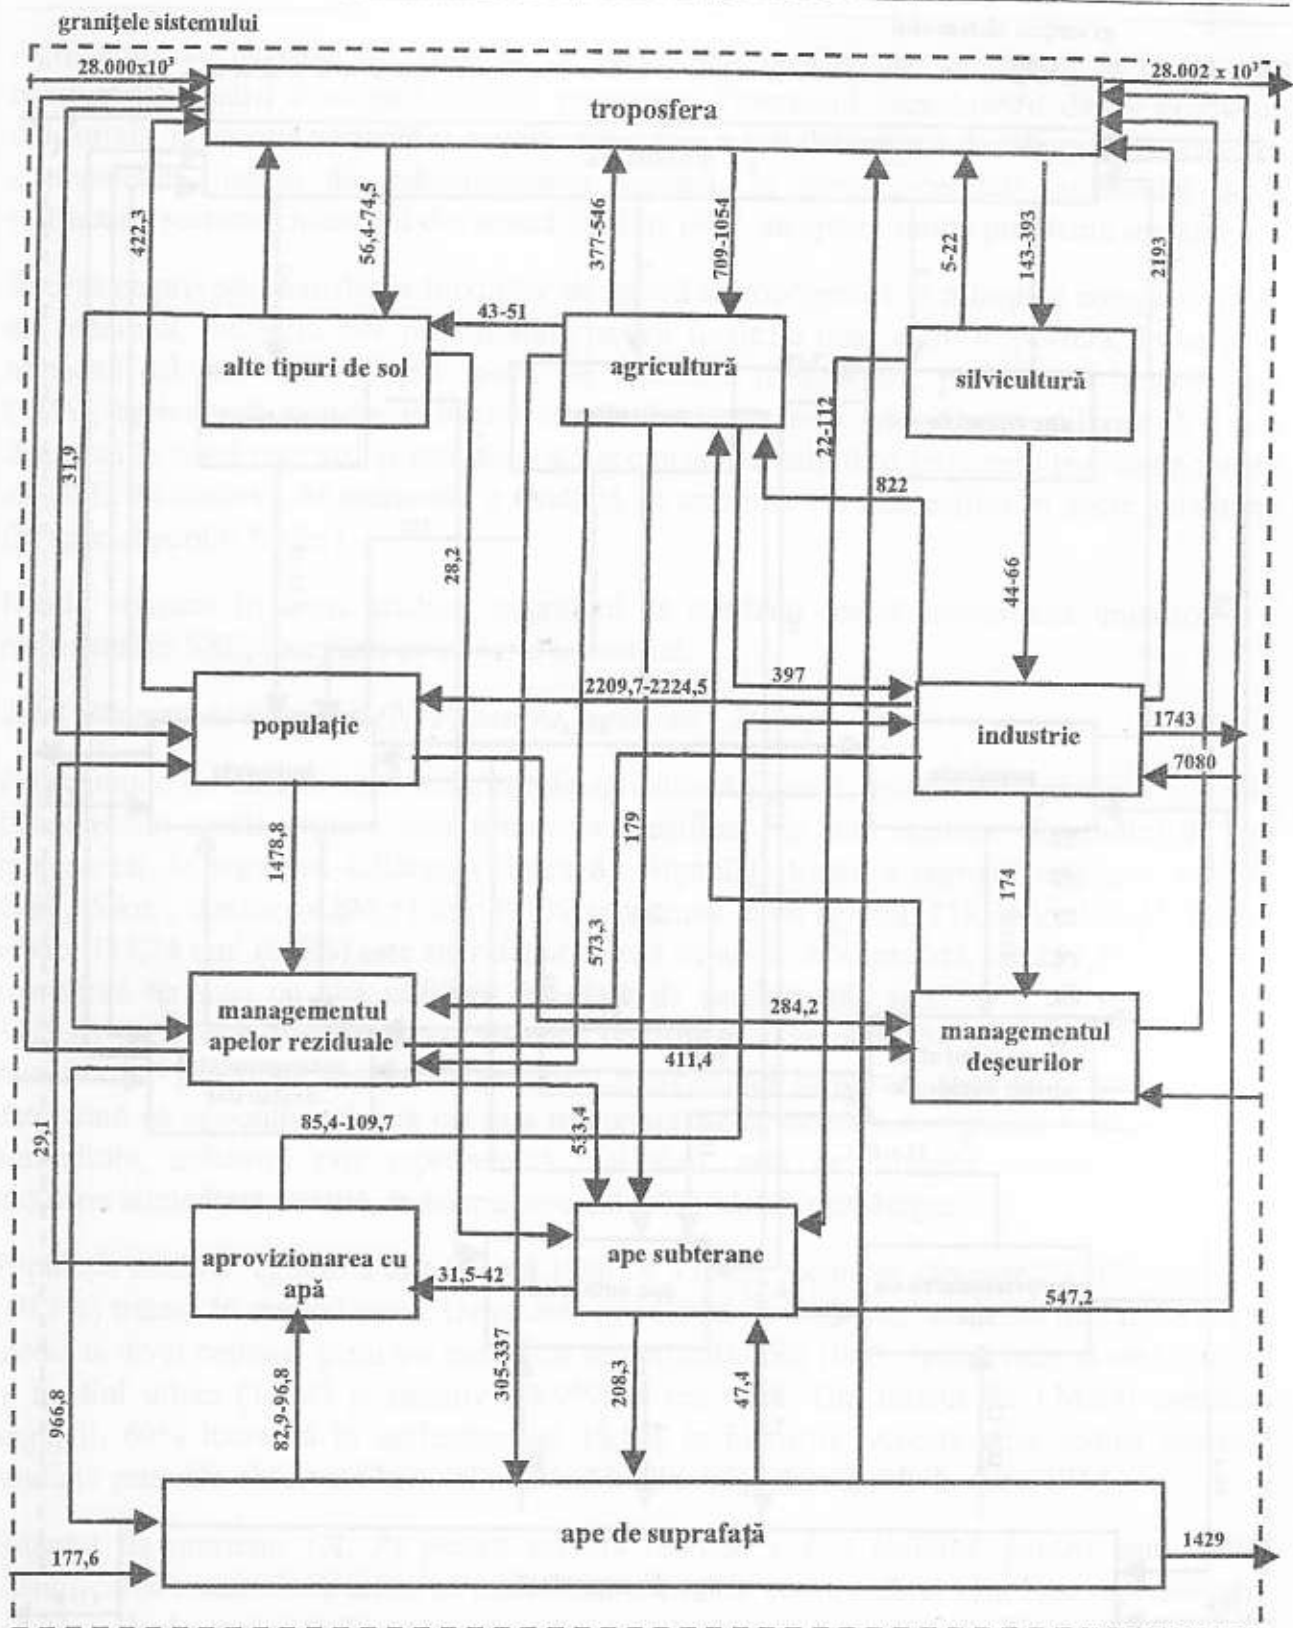 graniţele sistemului
28.000x10³
28.002 x 10³
troposfera
422,3
56,4-74,5
377-546
709-1054
5-22
143-393
2193
43-51
alte tipuri de sol
agricultură
silvicultură
31,9
22-112
822
28,2
44-66
2209,7-2224,5
397
populaţie
industrie
1743
7080
1478,8
179
174
573,3
managementul
apelor reziduale
284,2
411,4
managementul
deşeurilor
29,1
85,4-109,7
533,4
aprovizionarea cu
apă
ape subterane
31,5-42
547,2
966,8
82,9-96,8
305-337
208,3
47,4
ape de suprafaţă
177,6
1429